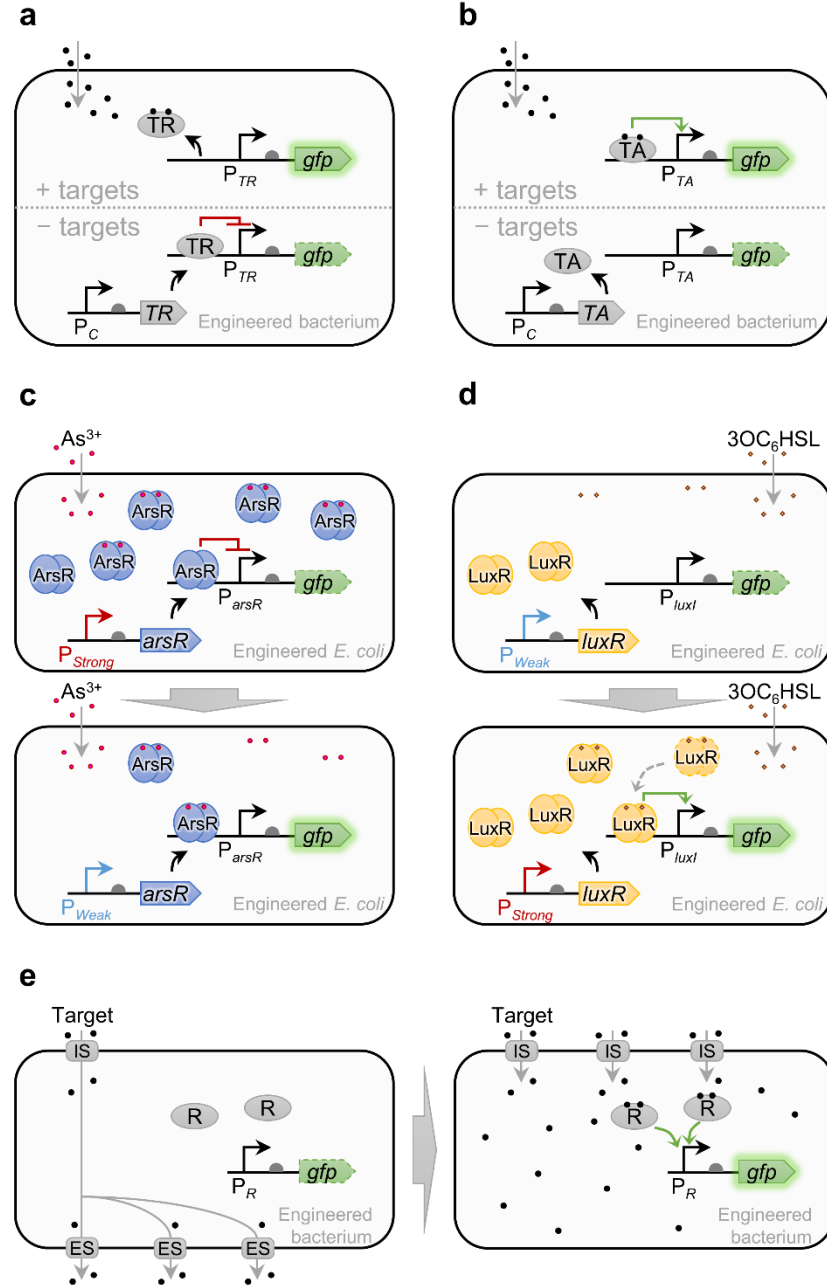 a
TR
gfp
P_TR
+ targets
− targets
TR
gfp
P_TR
TR
P_C
Engineered bacterium
b
TA
gfp
P_TA
+ targets
− targets
TA
gfp
P_TA
TA
P_C
Engineered bacterium
c
As³⁺
ArsR
ArsR
ArsR
ArsR
ArsR
ArsR
gfp
P_arsR
arsR
P_Strong
Engineered E. coli
As³⁺
ArsR
ArsR
gfp
P_arsR
arsR
P_Weak
Engineered E. coli
d
3OC₆HSL
LuxR
LuxR
gfp
P_luxI
luxR
P_Weak
Engineered E. coli
3OC₆HSL
LuxR
LuxR
LuxR
LuxR
LuxR
gfp
P_luxI
luxR
P_Strong
Engineered E. coli
e
Target
IS
R
R
gfp
P_R
Engineered
bacterium
ES
ES
ES
Target
IS
IS
IS
R
R
gfp
P_R
Engineered
bacterium